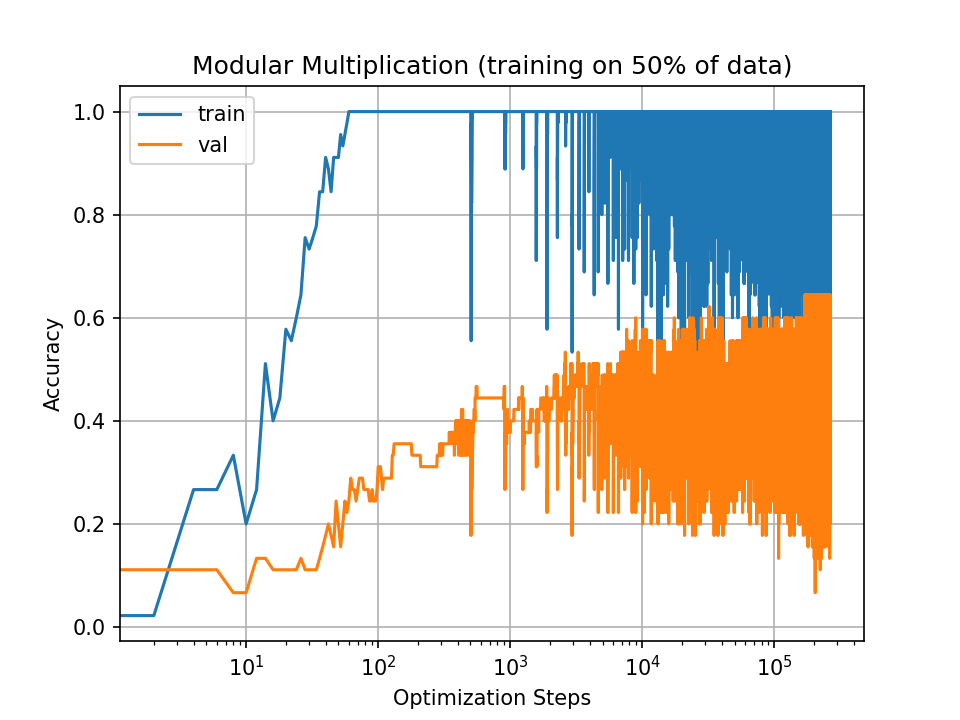 Modular Multiplication (training on 50% of data)
train
val
1.0
0.8
0.6
0.4
0.2
0.0
Accuracy
10¹ 10² 10³ 10⁴ 10⁵
Optimization Steps